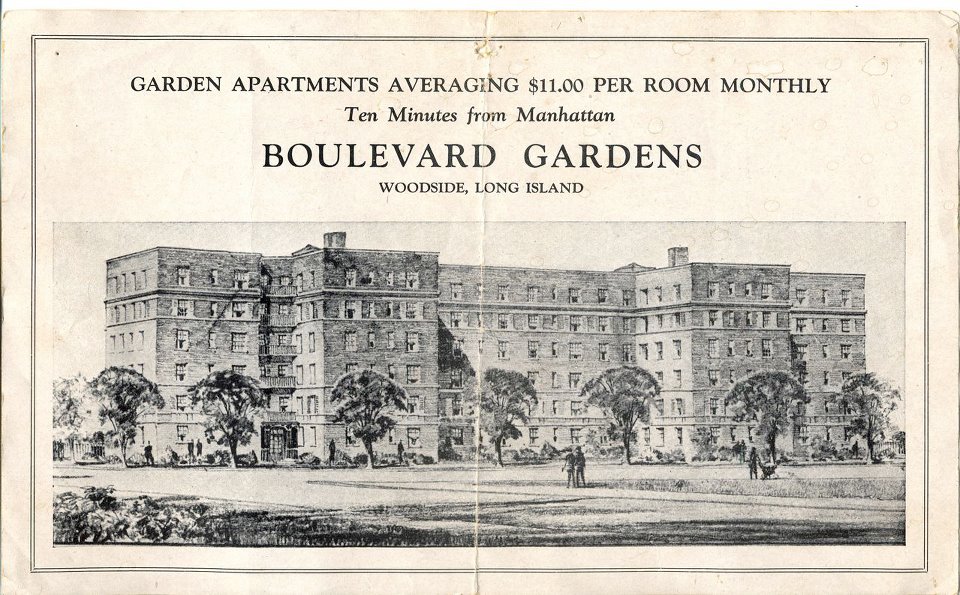 GARDEN APARTMENTS AVERAGING $11.00 PER ROOM MONTHLY
Ten Minutes from Manhattan
BOULEVARD GARDENS
WOODSIDE, LONG ISLAND